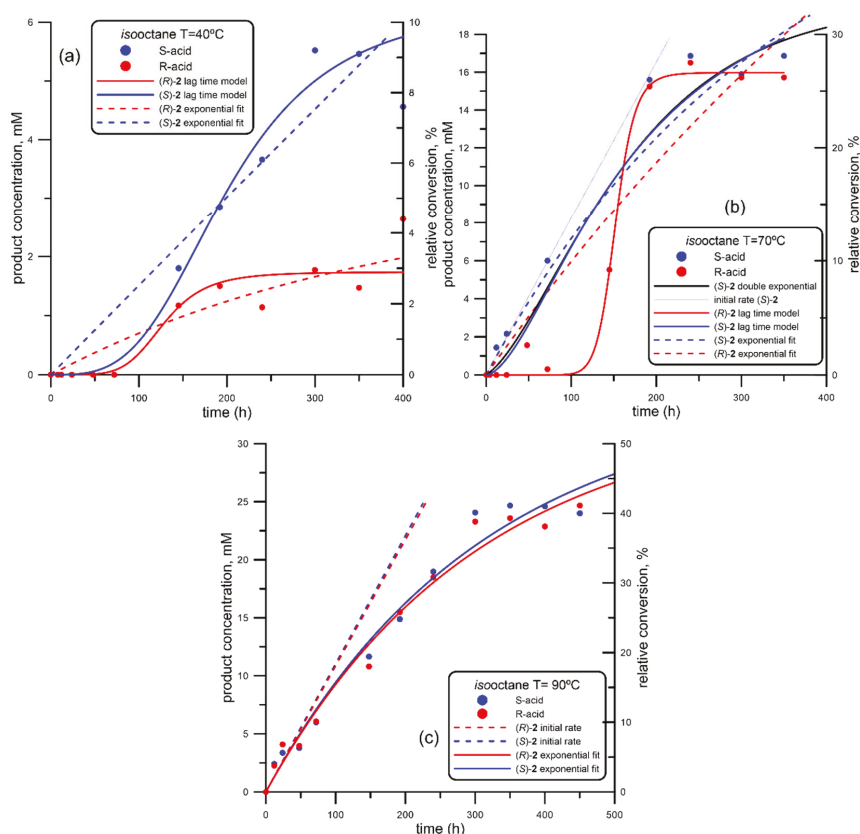 isooctane T=40ºC
S-acid
R-acid
(R)-2 lag time model
(S)-2 lag time model
(R)-2 exponential fit
(S)-2 exponential fit
(a)
product concentration, mM
6
4
2
0
relative conversion, %
10
9
8
7
6
5
4
3
2
1
0
0 100 200 300 400
time (h)
product concentration, mM
18
16
14
12
10
8
6
4
2
0
relative conversion, %
30
20
10
0
(b)
isooctane T=70ºC
S-acid
R-acid
(S)-2 double exponential
initial rate (S)-2
(R)-2 lag time model
(S)-2 lag time model
(S)-2 exponential fit
(R)-2 exponential fit
0 100 200 300 400
time (h)
product concentration, mM
30
25
20
15
10
5
0
relative conversion, %
50
40
30
20
10
0
(c)
isooctane T= 90ºC
S-acid
R-acid
(R)-2 initial rate
(S)-2 initial rate
(R)-2 exponential fit
(S)-2 exponential fit
0 100 200 300 400 500
time (h)